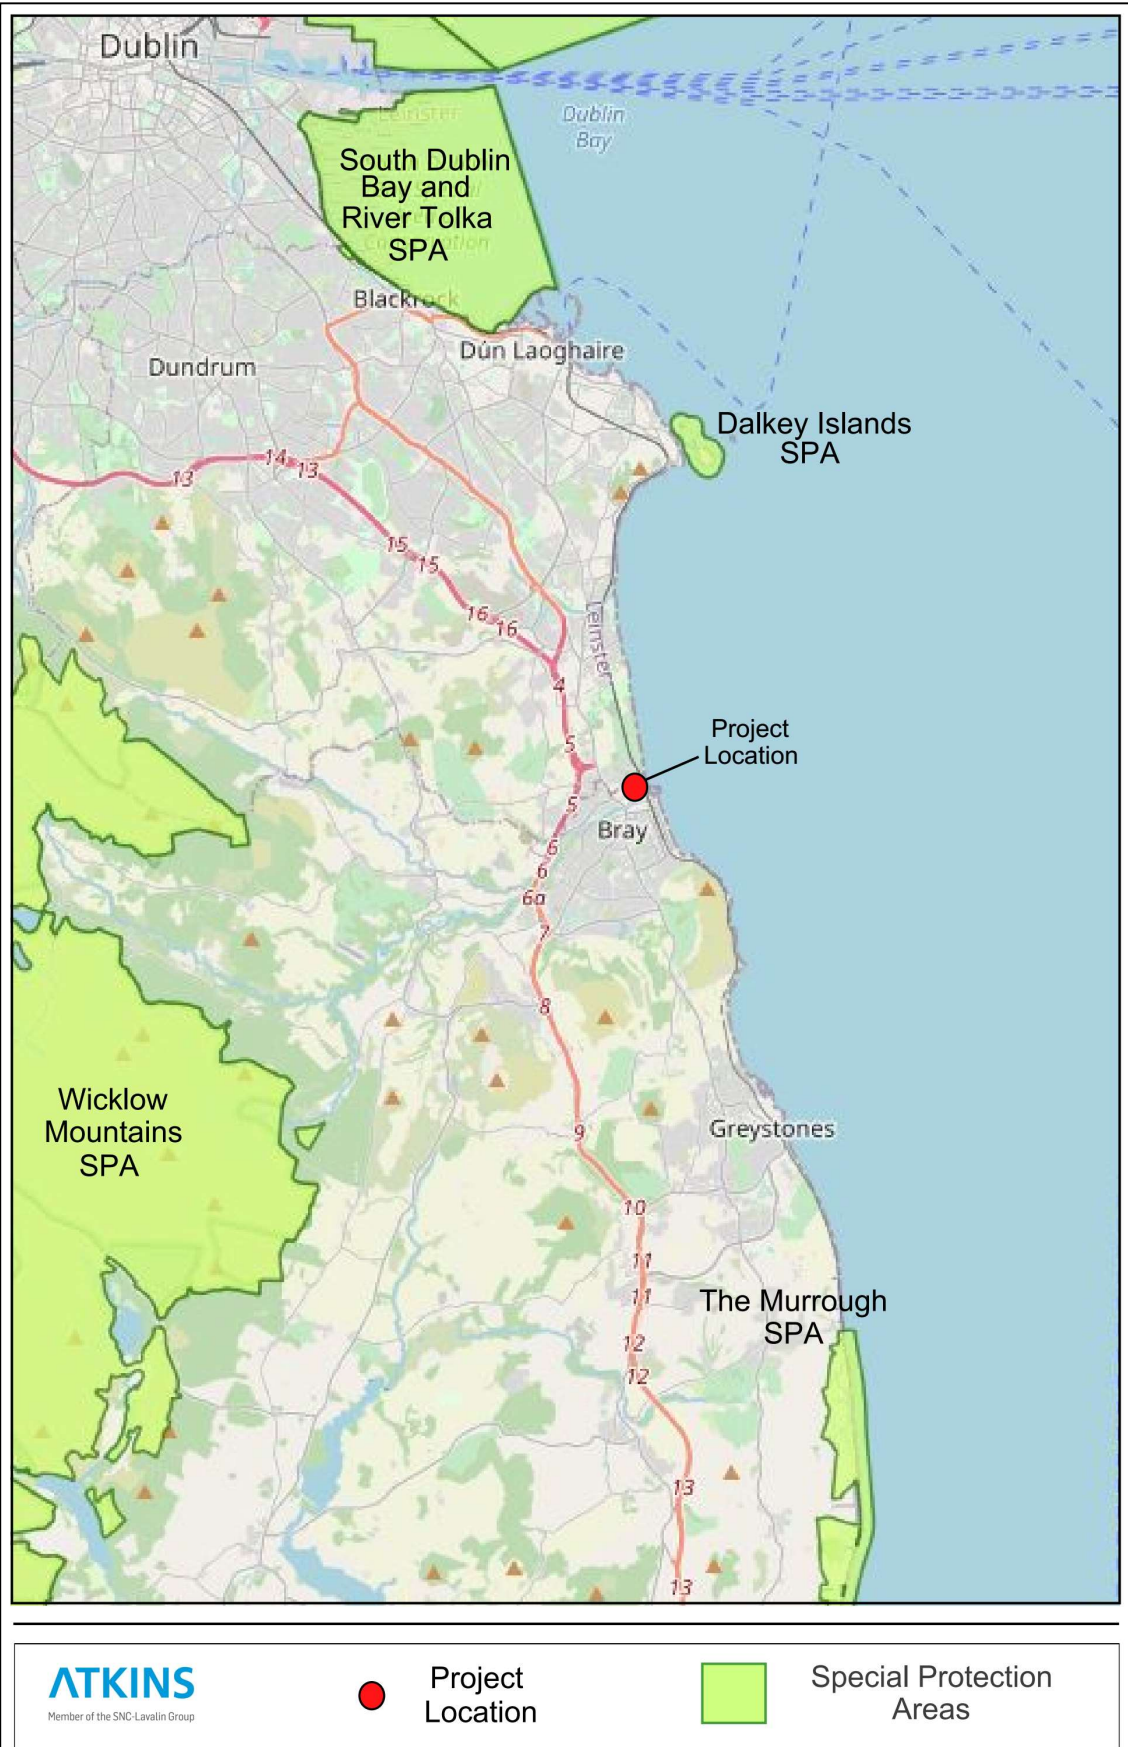 Dublin
Leinster
Dublin
Bay
South Dublin
Bay and
River Tolka
SPA
Blackrock
Dún Laoghaire
Dundrum
Dalkey Islands
SPA
14
13
13
15
15
16
16
Leinster
4
5
Project
Location
5
Bray
6
6
6a
7
8
Wicklow
Mountains
SPA
9
Greystones
10
11
11
The Murrough
SPA
12
12
13
13
ATKINS
Member of the SNC-Lavalin Group
Project
Location
Special Protection
Areas